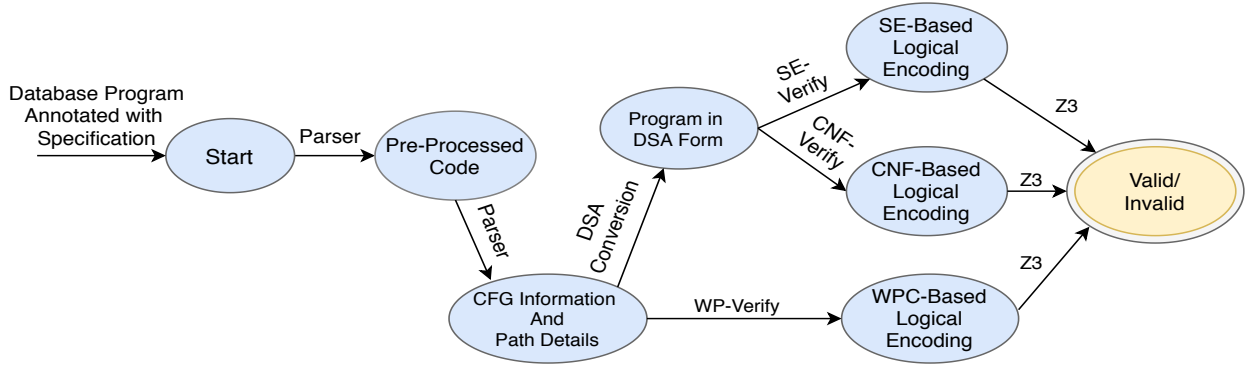 Database Program
Annotated with
Specification
Start
Parser
Pre-Processed
Code
Parser
CFG Information
And
Path Details
DSA
Conversion
Program in
DSA Form
SE-
Verify
SE-Based
Logical
Encoding
Z3
CNF-
Verify
CNF-Based
Logical
Encoding
Z3
WP-Verify
WPC-Based
Logical
Encoding
Z3
Valid/
Invalid